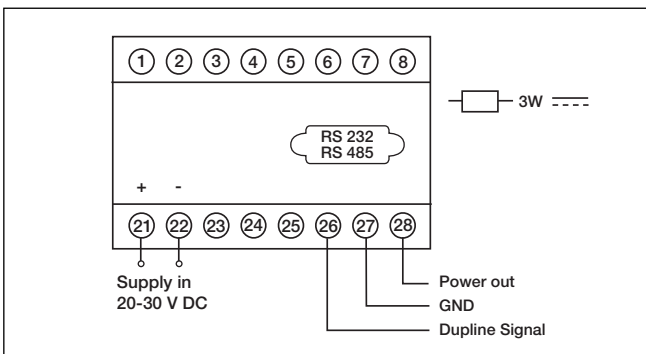 1 2 3 4 5 6 7 8
3W
RS 232
RS 485
+ -
21 22 23 24 25 26 27 28
Supply in
20-30 V DC
Power out
GND
Dupline Signal